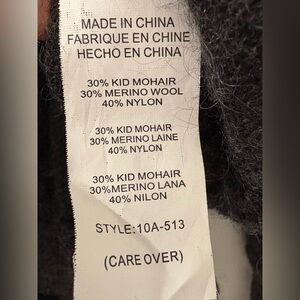 MADE IN CHINA
FABRIQUE EN CHINE
HECHO EN CHINA
30% KID MOHAIR
30% MERINO WOOL
40% NYLON
30% KID MOHAIR
30% MERINO LAINE
40% NYLON
30% KID MOHAIR
30%MERINO LANA
40% NILON
STYLE:10A-513
(CARE OVER)